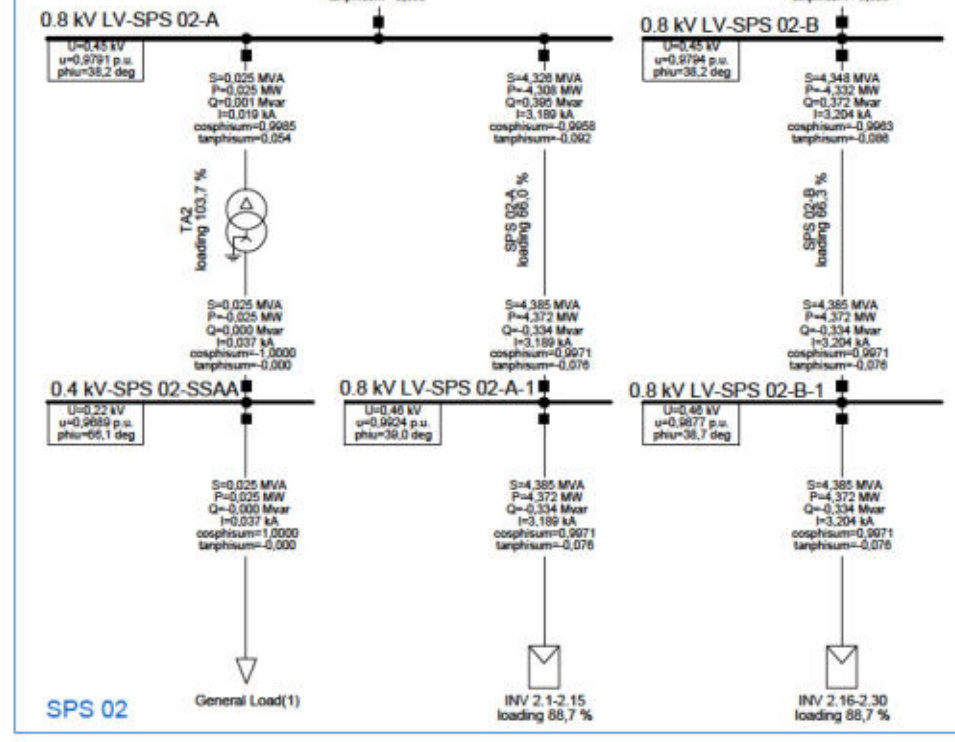 0.8 kV LV-SPS 02-A
U=0,45 kV
u=0,9791 p.u.
phiu=38,2 deg
S=0,025 MVA
P=0,025 MW
Q=0,001 Mvar
I=0,019 kA
cosphisum=0,9985
tanphisum=0,054
S=4,326 MVA
P=-4,308 MW
Q=0,395 Mvar
I=3,189 kA
cosphisum=-0,9958
tanphisum=-0,092
0.8 kV LV-SPS 02-B
U=0,45 kV
u=0,9794 p.u.
phiu=38,2 deg
S=4,348 MVA
P=-4,332 MW
Q=0,372 Mvar
I=3,204 kA
cosphisum=-0,9963
tanphisum=-0,086
TA2
loading 103,7 %
SPS 02-A
loading 66,0 %
SPS 02-B
loading 66,3 %
S=0,025 MVA
P=-0,025 MW
Q=0,000 Mvar
I=0,037 kA
cosphisum=-1,0000
tanphisum=-0,000
S=4,385 MVA
P=4,372 MW
Q=-0,334 Mvar
I=3,189 kA
cosphisum=0,9971
tanphisum=-0,076
S=4,385 MVA
P=4,372 MW
Q=-0,334 Mvar
I=3,204 kA
cosphisum=0,9971
tanphisum=-0,076
0.4 kV-SPS 02-SSAA
U=0,22 kV
u=0,9689 p.u.
phiu=66,1 deg
0.8 kV LV-SPS 02-A-1
U=0,46 kV
u=0,9924 p.u.
phiu=39,0 deg
0.8 kV LV-SPS 02-B-1
U=0,46 kV
u=0,9877 p.u.
phiu=38,7 deg
S=0,025 MVA
P=0,025 MW
Q=-0,000 Mvar
I=0,037 kA
cosphisum=1,0000
tanphisum=-0,000
S=4,385 MVA
P=4,372 MW
Q=-0,334 Mvar
I=3,189 kA
cosphisum=0,9971
tanphisum=-0,076
S=4,385 MVA
P=4,372 MW
Q=-0,334 Mvar
I=3,204 kA
cosphisum=0,9971
tanphisum=-0,076
General Load(1)
INV 2.1-2.15
loading 88,7 %
INV 2.16-2.30
loading 88,7 %
SPS 02